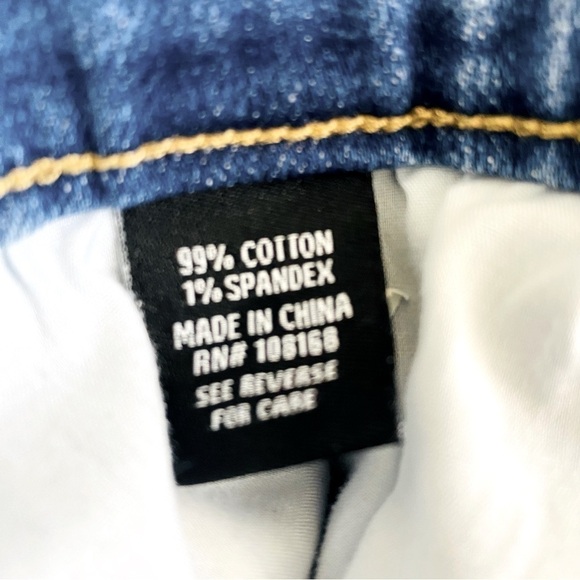 99% COTTON
1% SPANDEX
MADE IN CHINA
RN# 108168
SEE REVERSE
FOR CARE